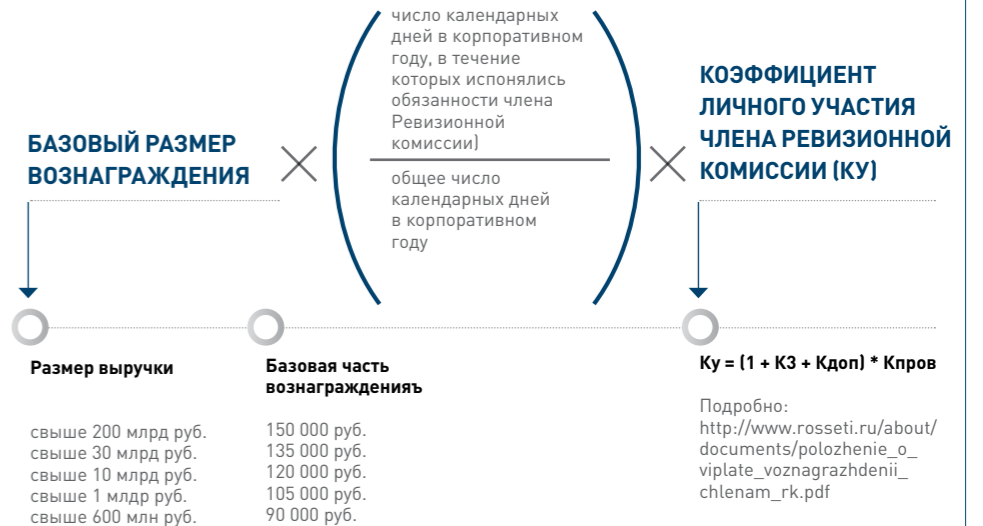 БАЗОВЫЙ РАЗМЕР
ВОЗНАГРАЖДЕНИЯ
число календарных
дней в корпоративном
году, в течение
которых испонялись
обязанности члена
Ревизионной
комиссии)
общее число
календарных дней
в корпоративном
году
КОЭФФИЦИЕНТ
ЛИЧНОГО УЧАСТИЯ
ЧЛЕНА РЕВИЗИОННОЙ
КОМИССИИ (КУ)
Размер выручки
свыше 200 млрд руб.
свыше 30 млрд руб.
свыше 10 млрд руб.
свыше 1 млдр руб.
свыше 600 млн руб.
Базовая часть
вознагражденияъ
150 000 руб.
135 000 руб.
120 000 руб.
105 000 руб.
90 000 руб.
Ку = (1 + К3 + Кдоп) * Кпров
Подробно:
http://www.rosseti.ru/about/
documents/polozhenie_o_
viplate_voznagrazhdenii_
chlenam_rk.pdf